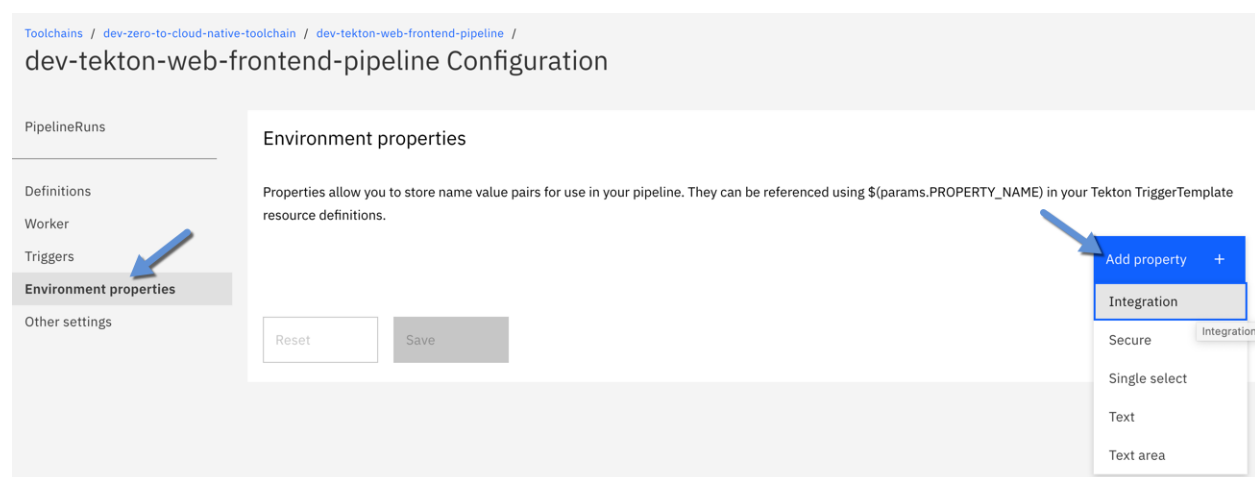 Toolchains / dev-zero-to-cloud-native-toolchain / dev-tekton-web-frontend-pipeline /
dev-tekton-web-frontend-pipeline Configuration
PipelineRuns
Definitions
Worker
Triggers
Environment properties
Other settings
Environment properties
Properties allow you to store name value pairs for use in your pipeline. They can be referenced using $(params.PROPERTY_NAME) in your Tekton TriggerTemplate
resource definitions.
Add property +
Integration
Integration
Secure
Single select
Text
Text area
Reset
Save